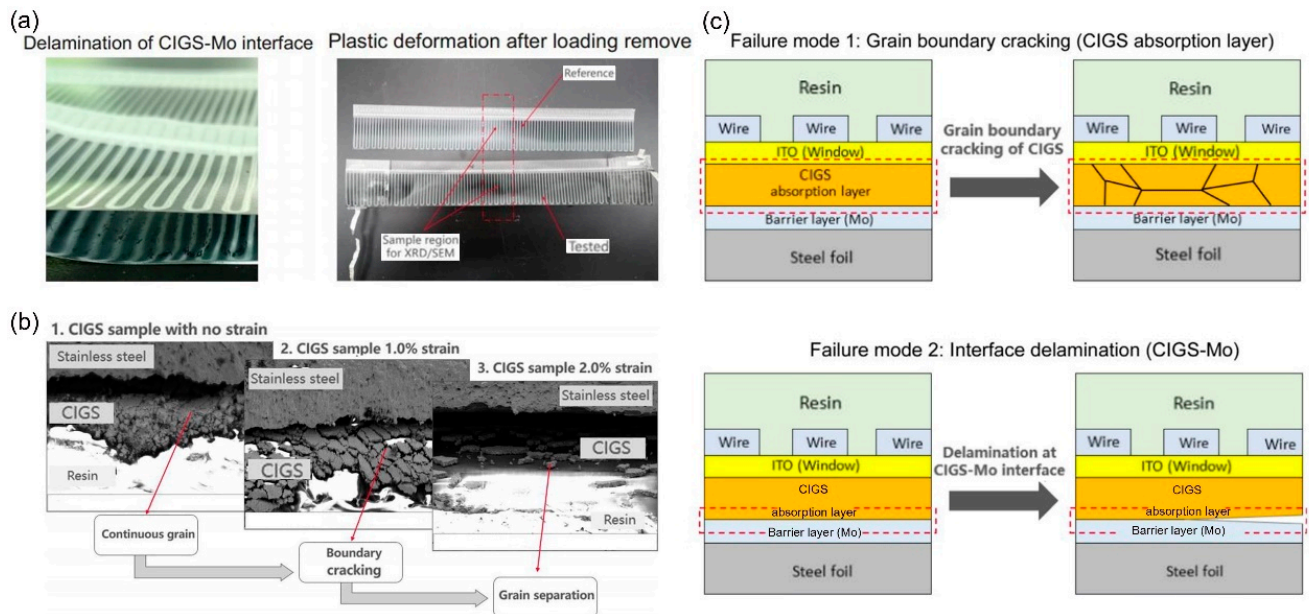 (a)
Delamination of CIGS-Mo interface
Plastic deformation after loading remove
Reference
Sample region
for XRD/SEM
Tested
(b)
1. CIGS sample with no strain
Stainless steel
CIGS
Resin
2. CIGS sample 1.0% strain
Stainless steel
CIGS
3. CIGS sample 2.0% strain
Stainless steel
CIGS
Resin
Continuous grain
Boundary
cracking
Grain separation
(c)
Failure mode 1: Grain boundary cracking (CIGS absorption layer)
Resin
Wire
Wire
Wire
ITO (Window)
CIGS
absorption layer
Barrier layer (Mo)
Steel foil
Grain boundary
cracking of CIGS
Resin
Wire
Wire
Wire
ITO (Window)
Barrier layer (Mo)
Steel foil
Failure mode 2: Interface delamination (CIGS-Mo)
Resin
Wire
Wire
Wire
ITO (Window)
CIGS
absorption layer
Barrier layer (Mo)
Steel foil
Delamination at
CIGS-Mo interface
Resin
Wire
Wire
Wire
ITO (Window)
CIGS
absorption layer
Barrier layer (Mo)
Steel foil